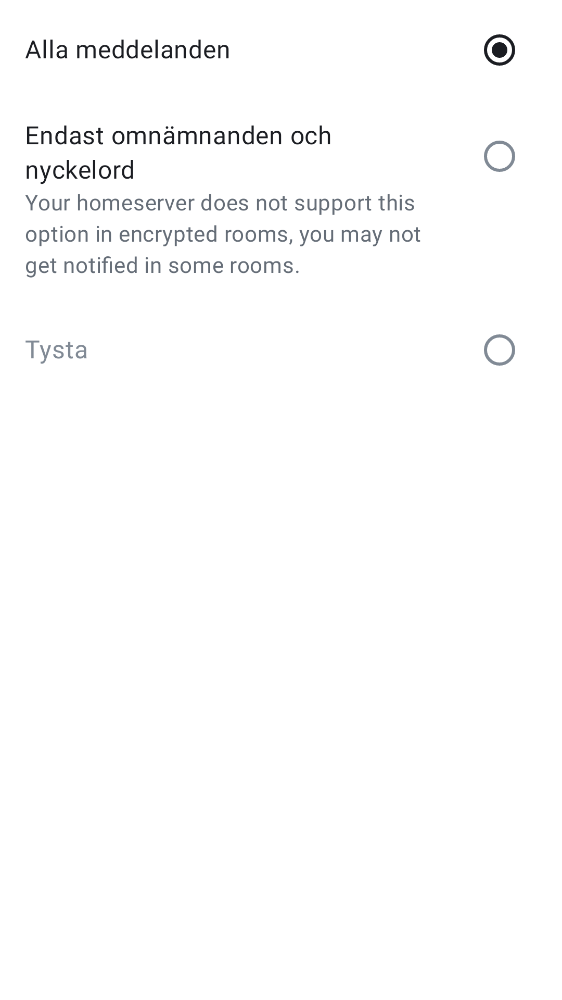 Alla meddelanden
Endast omnämnanden och
nyckelord
Your homeserver does not support this
option in encrypted rooms, you may not
get notified in some rooms.
Tysta